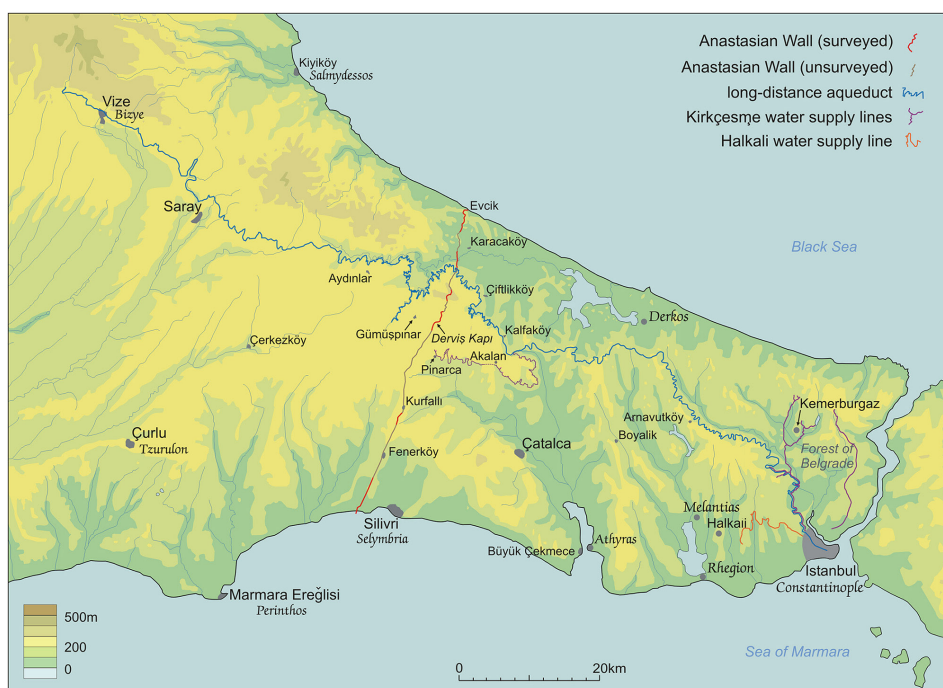 Anastasian Wall (surveyed)
Anastasian Wall (unsurveyed)
long-distance aqueduct
Kirkçesme water supply lines
Halkali water supply line
Kiyiköy
Salmydessos
Vize
Bizye
Saray
Evcik
Karacaköy
Black Sea
Aydınlar
Çiftlikköy
Derkos
Gümüşpınar
Derviş Kapı
Kalfaköy
Çerkezköy
Akalan
Pinarca
Kurfallı
Kemerburgaz
Arnavutköy
Boyalik
Çurlu
Tzurulon
Çatalca
Forest of
Belgrade
Fenerköy
Melantias
Silivri
Selymbria
Halkalı
Athyras
Büyük Çekmece
Rhegion
Istanbul
Constantinople
Marmara Ereğlisi
Perinthos
500m
200
0
Sea of Marmara
0
20km